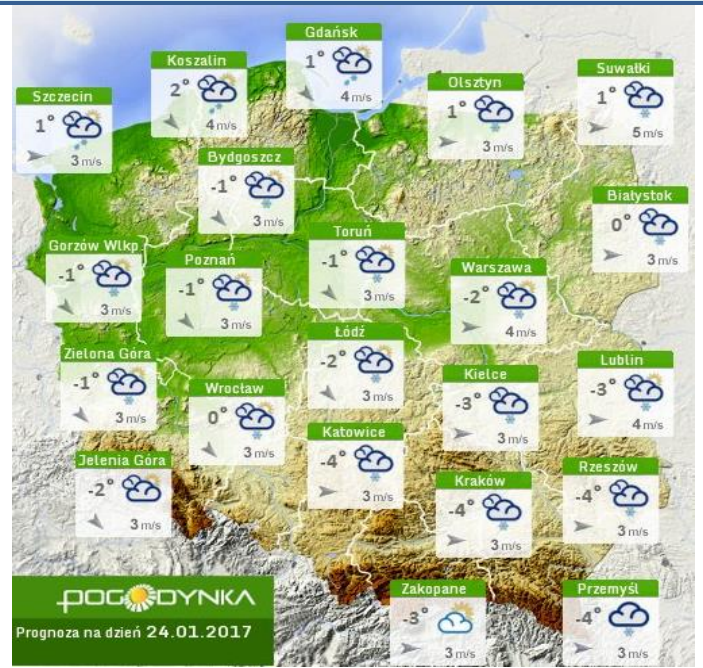 Gdańsk
1°
4 m/s
Koszalin
2°
4 m/s
Suwałki
1°
5 m/s
Olsztyn
1°
3 m/s
Szczecin
1°
3 m/s
Bydgoszcz
-1°
3 m/s
Białystok
0°
3 m/s
Toruń
-1°
3 m/s
Gorzów Wlkp.
-1°
3 m/s
Poznań
-1°
3 m/s
Warszawa
-2°
4 m/s
Łódź
-2°
3 m/s
Zielona Góra
-1°
3 m/s
Lublin
-3°
4 m/s
Kielce
-3°
3 m/s
Wrocław
0°
3 m/s
Katowice
-4°
3 m/s
Jelenia Góra
-2°
3 m/s
Rzeszów
-4°
3 m/s
Kraków
-4°
3 m/s
Zakopane
-3°
3 m/s
Przemyśl
-4°
3 m/s
POGODYNKA
Prognoza na dzień 24.01.2017